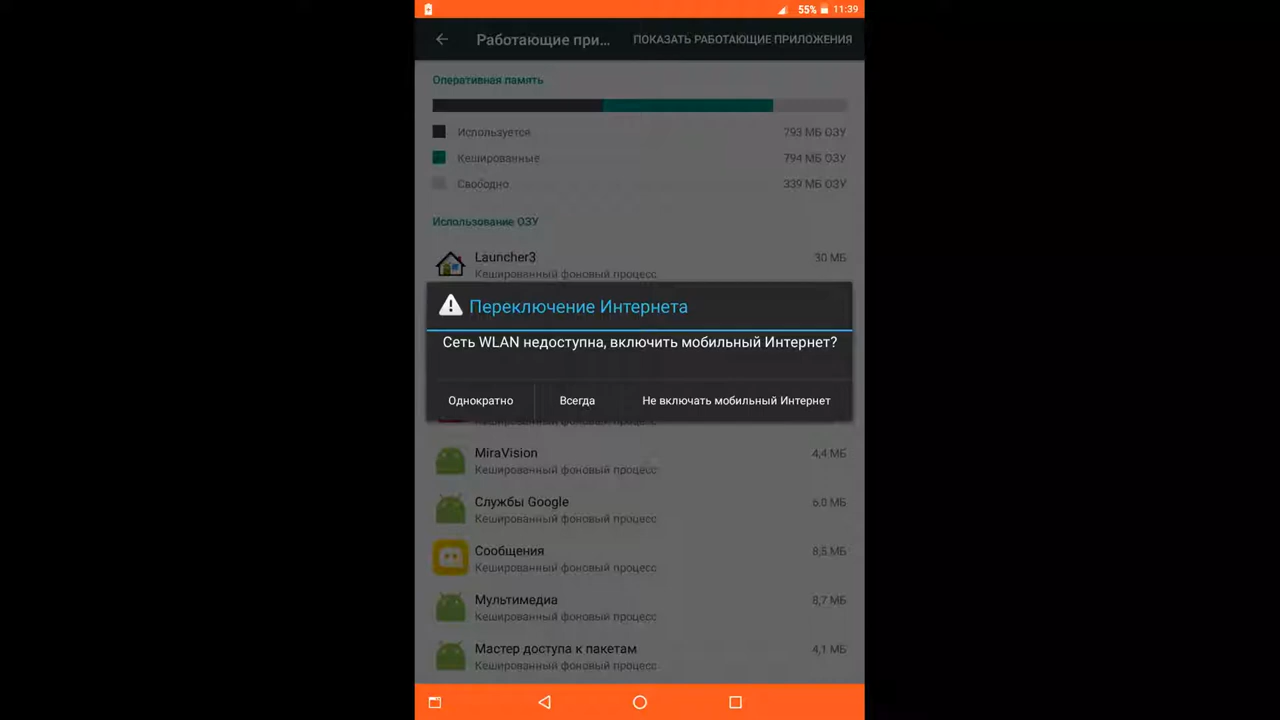 55% 11:39
Работающие при... ПОКАЗАТЬ РАБОТАЮЩИЕ ПРИЛОЖЕНИЯ
Оперативная память
Используется 793 МБ ОЗУ
Кешированные 794 МБ ОЗУ
Свободно 339 МБ ОЗУ
Использование ОЗУ
Launcher3 30 МБ
Кешированный фоновый процесс
Переключение Интернета
Сеть WLAN недоступна, включить мобильный Интернет?
Однократно Всегда Не включать мобильный Интернет
Кешированный фоновый процесс
MiraVision 4,4 МБ
Кешированный фоновый процесс
Службы Google 6,0 МБ
Кешированный фоновый процесс
Сообщения 8,5 МБ
Кешированный фоновый процесс
Мультимедиа 8,7 МБ
Кешированный фоновый процесс
Мастер доступа к пакетам 4,1 МБ
Кешированный фоновый процесс